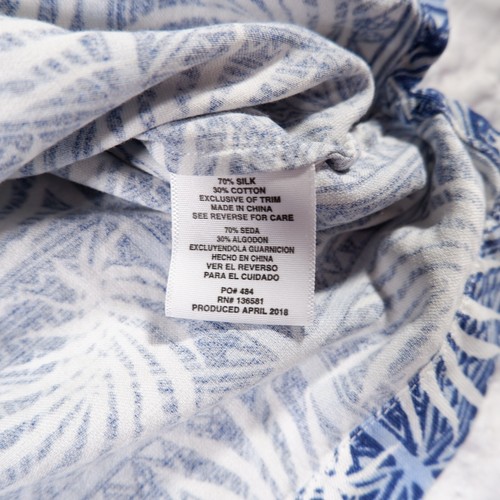 70% SILK
30% COTTON
EXCLUSIVE OF TRIM
MADE IN CHINA
SEE REVERSE FOR CARE
70% SEDA
30% ALGODON
EXCLUYENDOLA GUARNICION
HECHO EN CHINA
VER EL REVERSO
PARA EL CUIDADO
PO# 484
RN# 136581
PRODUCED APRIL 2018